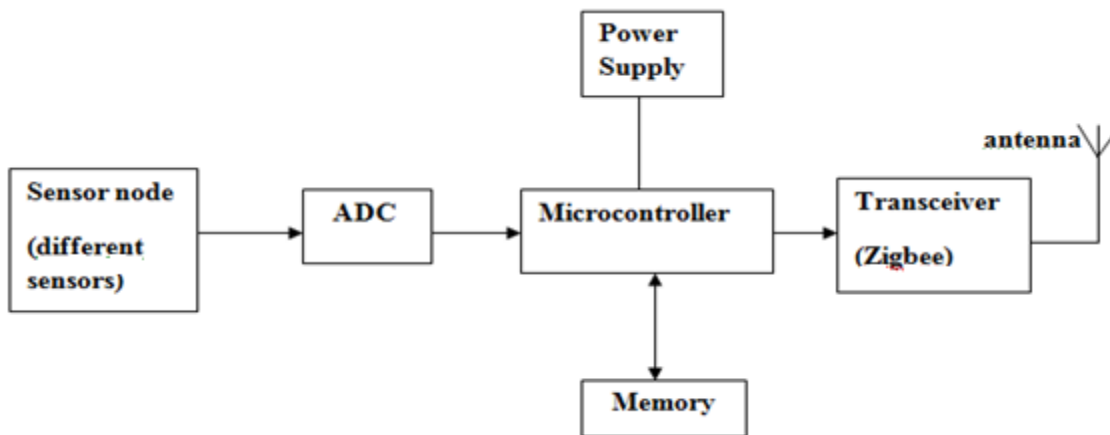 Power
Supply
antenna
Sensor node
(different
sensors)
ADC
Microcontroller
Transceiver
(Zigbee)
Memory